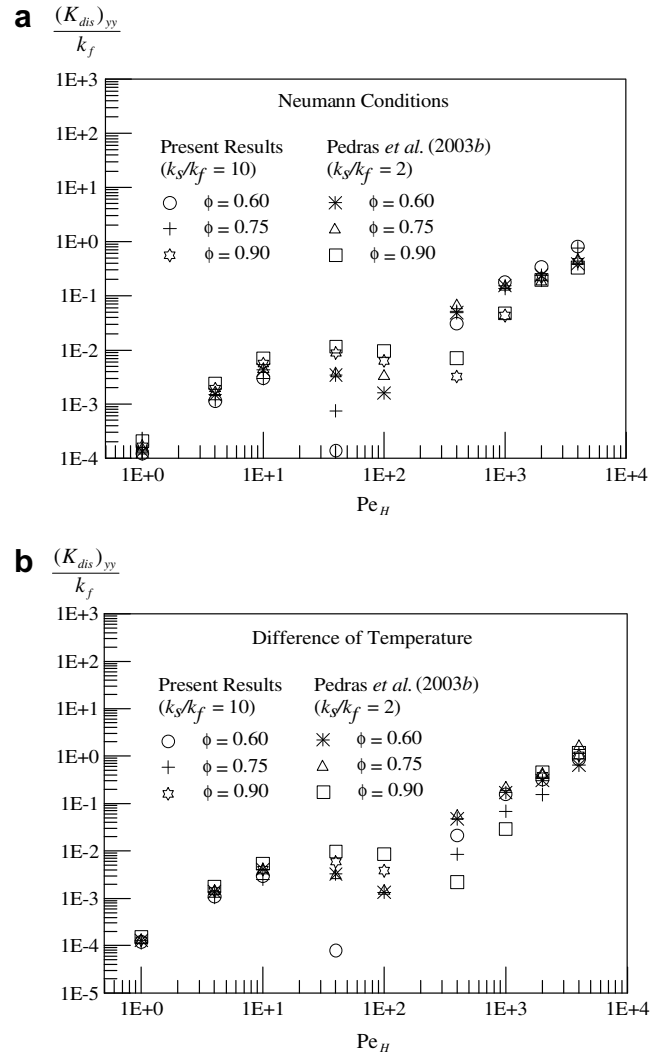 a
(K_dis)_yy
k_f
1E+3
Neumann Conditions
Present Results Pedras et al. (2003b)
(k_s/k_f = 10) (k_s/k_f = 2)
ϕ = 0.60 ϕ = 0.60
ϕ = 0.75 ϕ = 0.75
ϕ = 0.90 ϕ = 0.90
1E+2
1E+1
1E+0
1E-1
1E-2
1E-3
1E-4
1E+0 1E+1 1E+2 1E+3 1E+4
Pe_H
b
(K_dis)_yy
k_f
1E+3
Difference of Temperature
Present Results Pedras et al. (2003b)
(k_s/k_f = 10) (k_s/k_f = 2)
ϕ = 0.60 ϕ = 0.60
ϕ = 0.75 ϕ = 0.75
ϕ = 0.90 ϕ = 0.90
1E+2
1E+1
1E+0
1E-1
1E-2
1E-3
1E-4
1E-5
1E+0 1E+1 1E+2 1E+3 1E+4
Pe_H